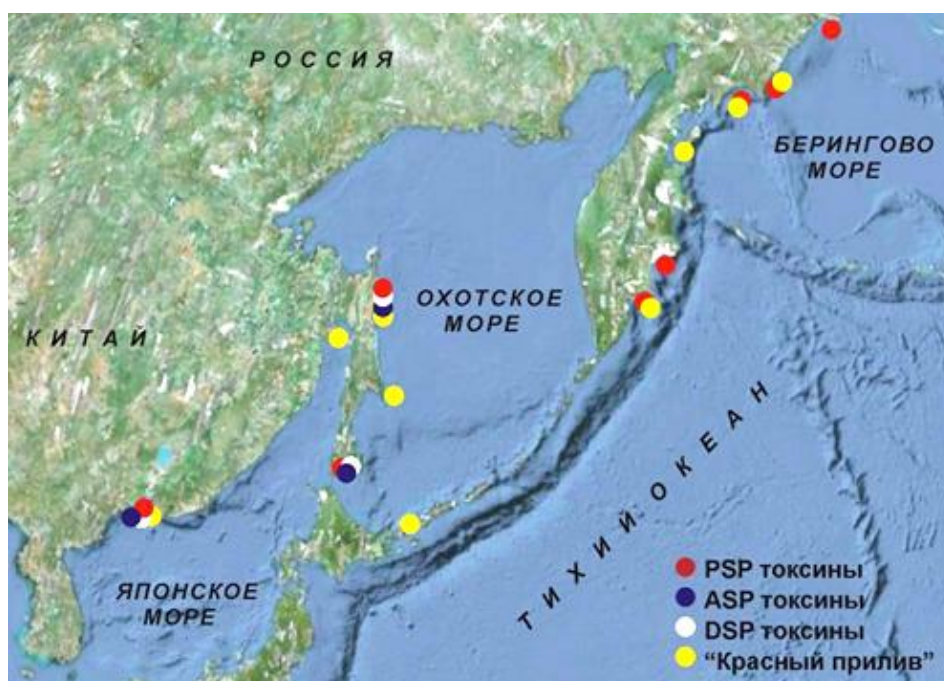 РОССИЯ
БЕРИНГОВО
МОРЕ
ОХОТСКОЕ
МОРЕ
КИТАЙ
ТИХИЙ ОКЕАН
ЯПОНСКОЕ
МОРЕ
PSP токсины
ASP токсины
DSP токсины
“Красный прилив”